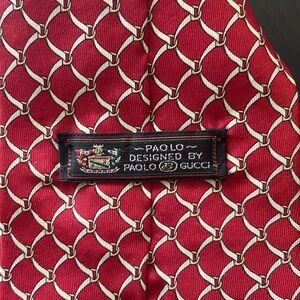 ~ PAOLO ~
DESIGNED BY
PAOLO GUCCI